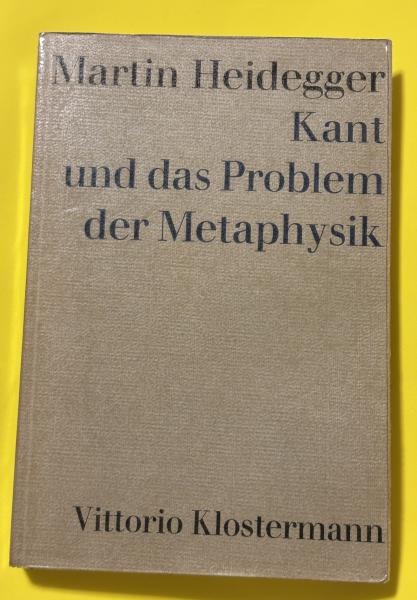 Martin Heidegger
Kant
und das Problem
der Metaphysik
Vittorio Klostermann